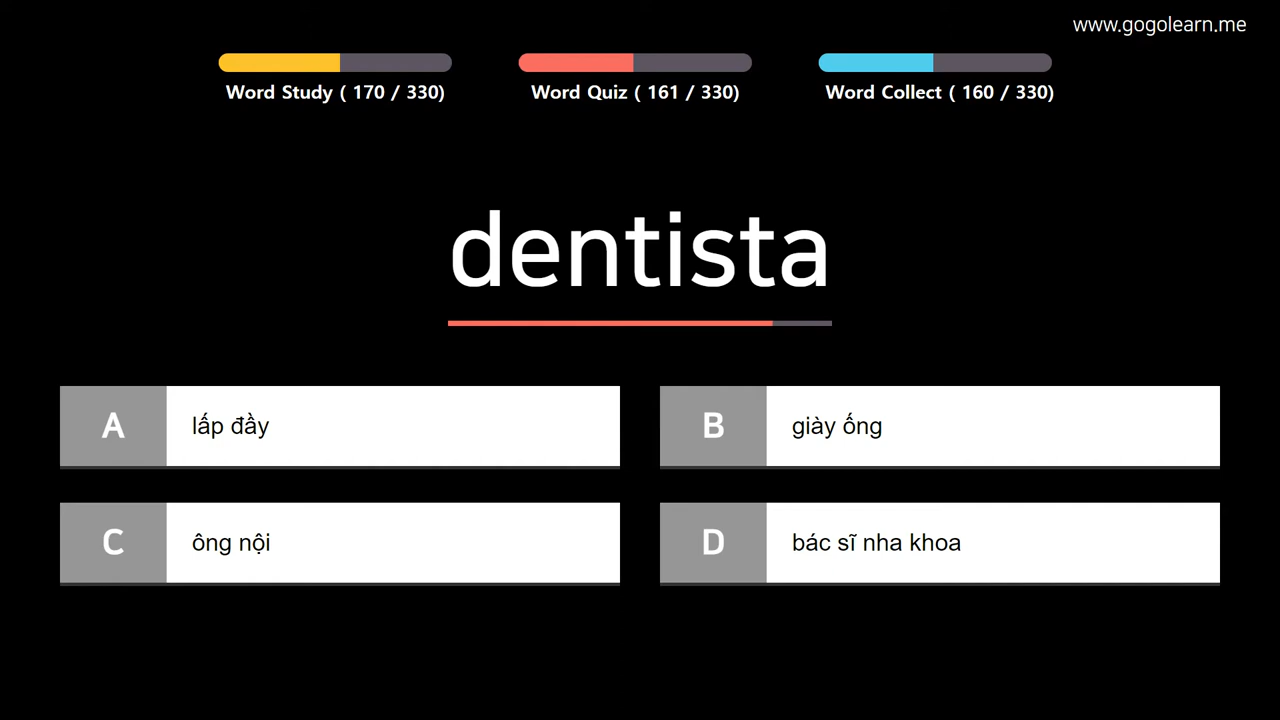 www.gogolearn.me
Word Study ( 170 / 330)
Word Quiz ( 161 / 330)
Word Collect ( 160 / 330)
dentista
A
lấp đầy
B
giày ống
C
ông nội
D
bác sĩ nha khoa